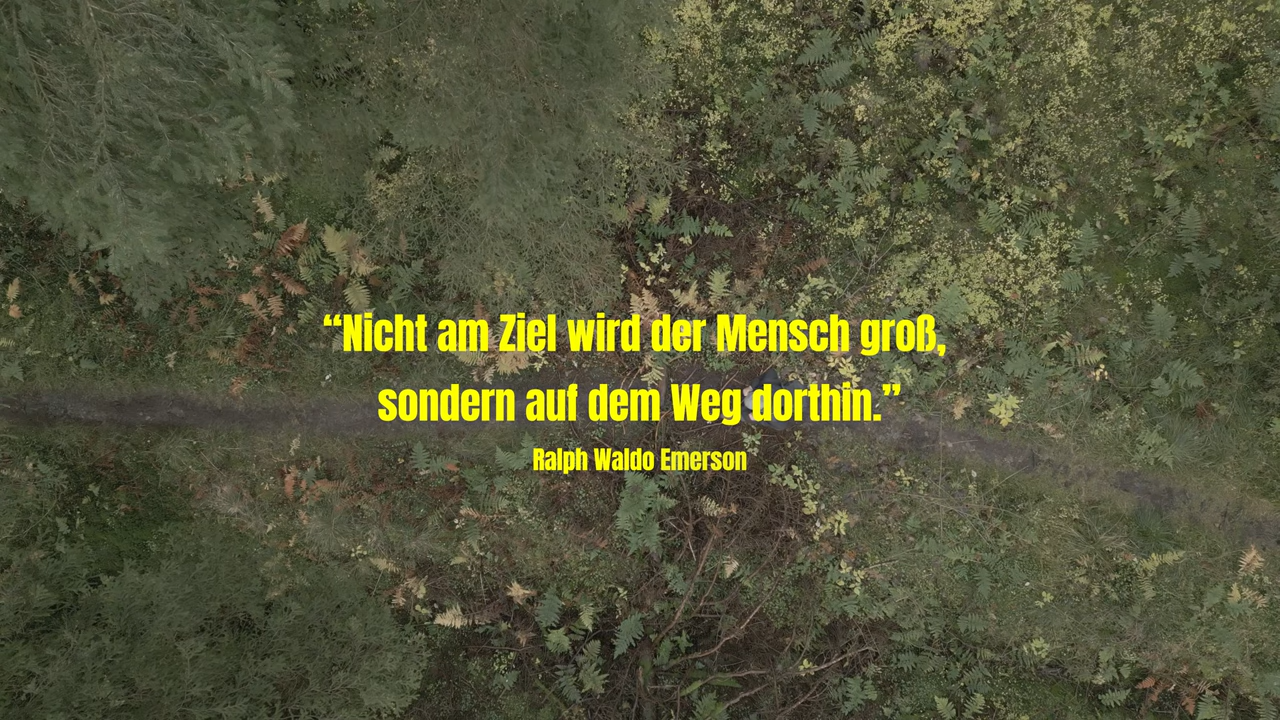 “Nicht am Ziel wird der Mensch groß,
sondern auf dem Weg dorthin.”
Ralph Waldo Emerson